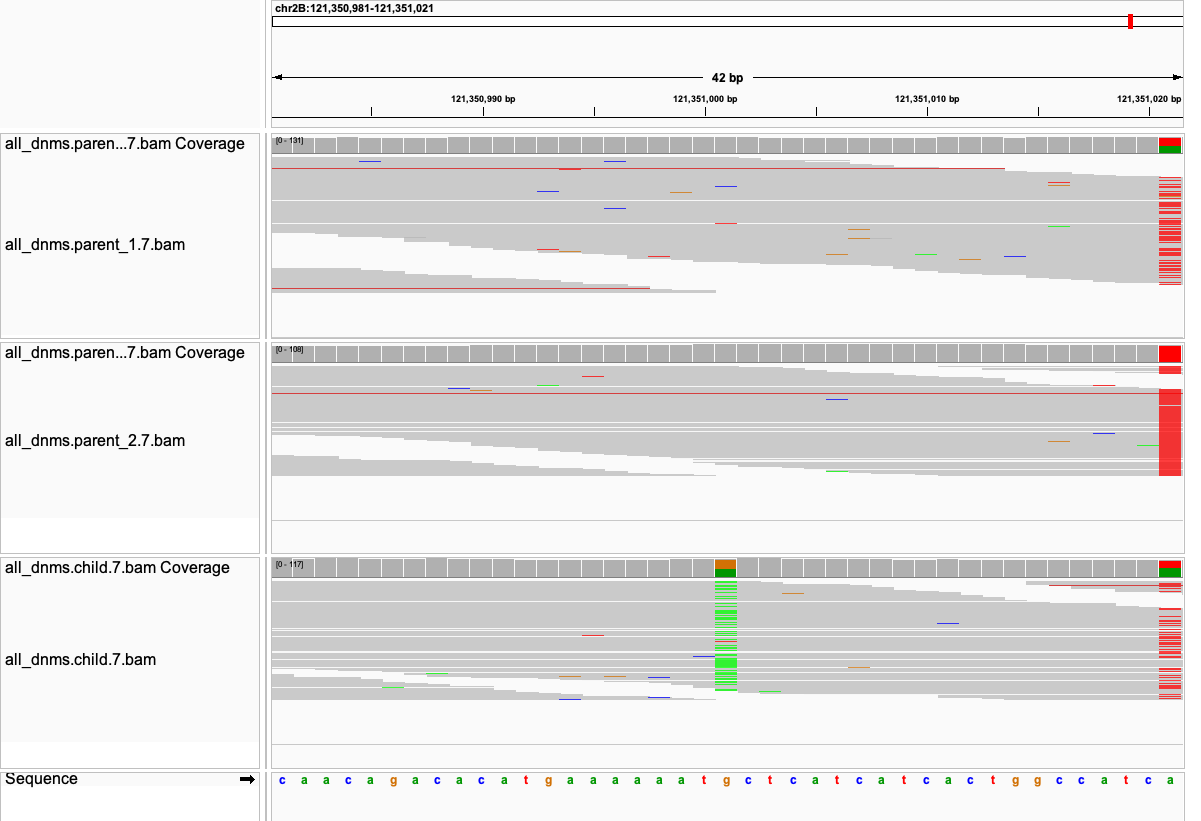 chr2B:121,350,981-121,351,021
42 bp
121,350,990 bp 121,351,000 bp 121,351,010 bp 121,351,020 bp
all_dnms.paren...7.bam Coverage
[0 - 131]
all_dnms.parent_1.7.bam
all_dnms.paren...7.bam Coverage
[0 - 108]
all_dnms.parent_2.7.bam
all_dnms.child.7.bam Coverage
[0 - 117]
all_dnms.child.7.bam
Sequence
c a a c a g a c a c a t g a a a a a a t g c t c a t c a t c a c t g g c c a t c a